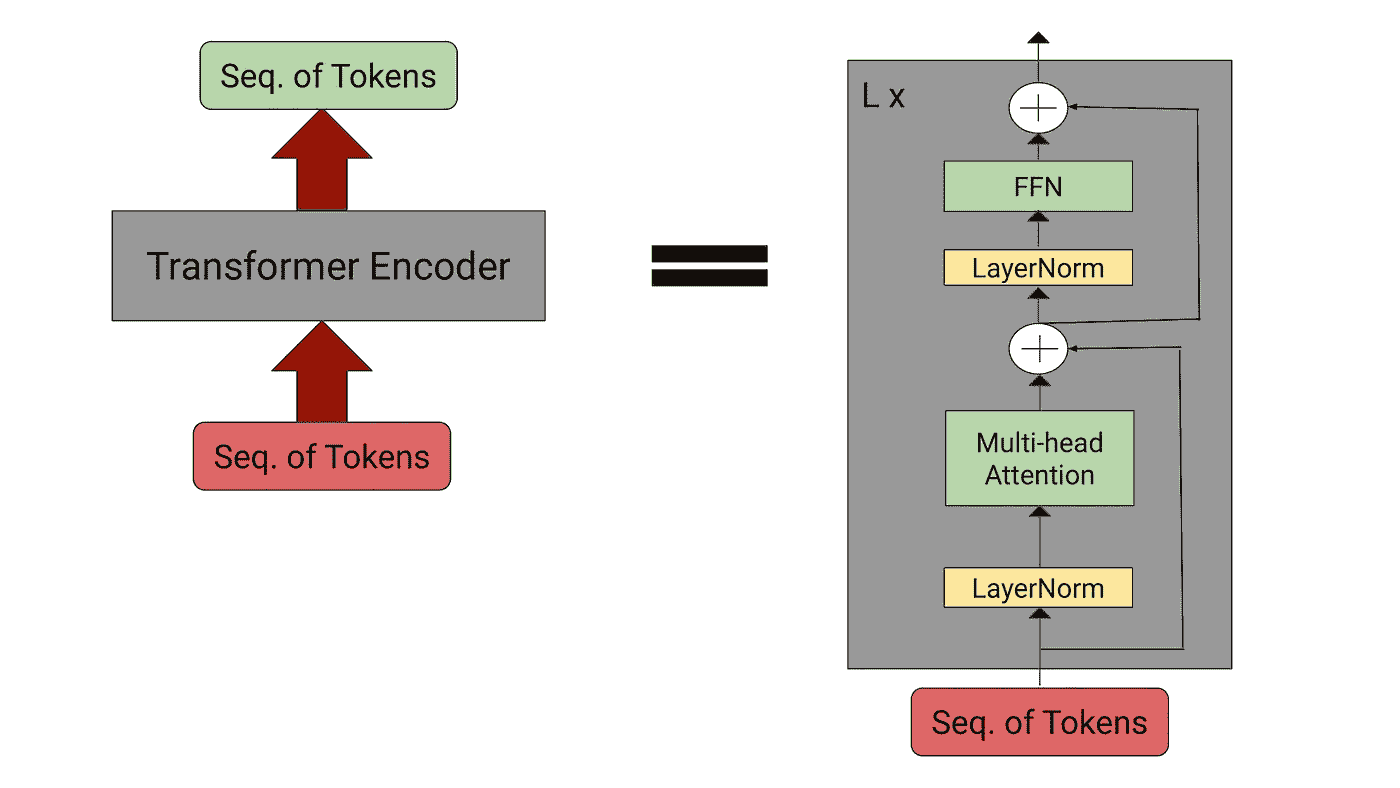 Seq. of Tokens
Transformer Encoder
Seq. of Tokens
L x
FFN
LayerNorm
Multi-head
Attention
LayerNorm
Seq. of Tokens